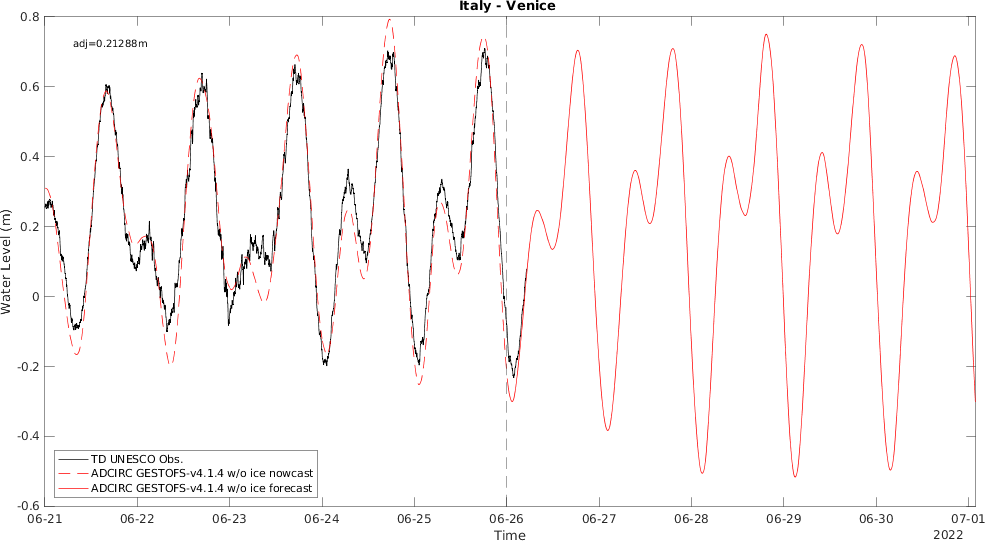 Italy - Venice
adj=0.21288m
0.8
0.6
0.4
0.2
0
-0.2
-0.4
-0.6
Water Level (m)
TD UNESCO Obs.
ADCIRC GESTOFS-v4.1.4 w/o ice nowcast
ADCIRC GESTOFS-v4.1.4 w/o ice forecast
06-21 06-22 06-23 06-24 06-25 06-26 06-27 06-28 06-29 06-30 07-01
Time
2022